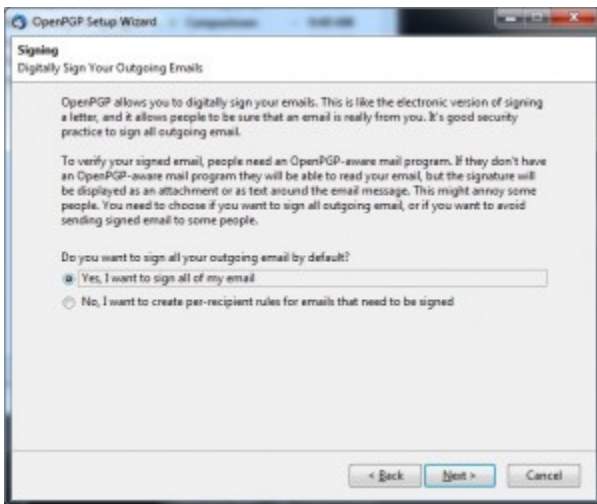 OpenPGP Setup Wizard
Signing
Digitally Sign Your Outgoing Emails
OpenPGP allows you to digitally sign your emails. This is like the electronic version of signing
a letter, and it allows people to be sure that an email is really from you. It's good security
practice to sign all outgoing email.
To verify your signed email, people need an OpenPGP-aware mail program. If they don't have
an OpenPGP-aware mail program they will be able to read your email, but the signature will
be displayed as an attachment or as text around the email message. This might annoy some
people. You need to choose if you want to sign all outgoing email, or if you want to avoid
sending signed email to some people.
Do you want to sign all your outgoing email by default?
Yes, I want to sign all of my email
No, I want to create per-recipient rules for emails that need to be signed
< Back
Next >
Cancel